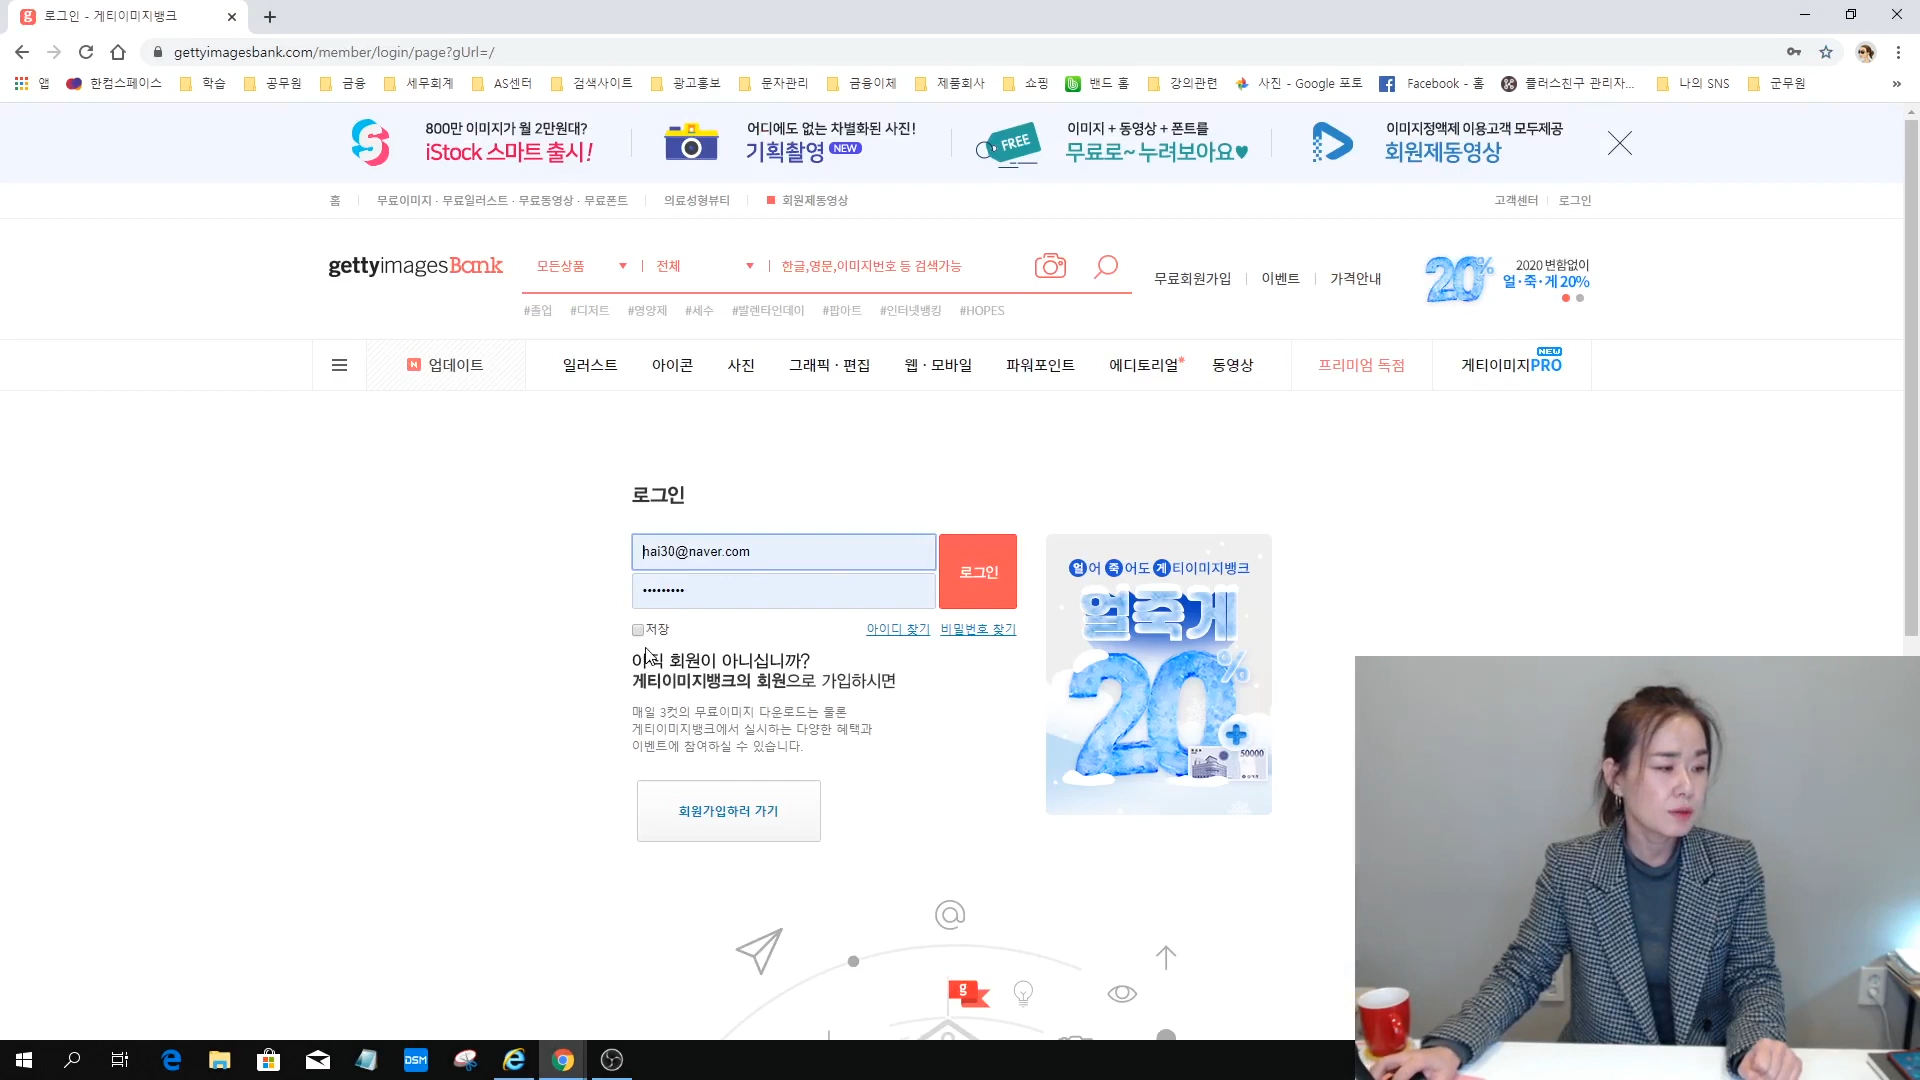 로그인 - 게티이미지뱅크
gettyimagesbank.com/member/login/page?gUrl=/
앱 한컴스페이스 학습 공무원 금융 세무회계 AS센터 검색사이트 광고홍보 문자관리 금융이체 제품회사 쇼핑 밴드 홈 강의관련 사진 - Google 포토 Facebook - 홈 플러스친구 관리자... 나의 SNS 군무원 »
800만 이미지가 월 2만원대?
iStock 스마트 출시!
어디에도 없는 차별화된 사진!
기획촬영 NEW
FREE
이미지 + 동영상 + 폰트를
무료로~ 누려보아요♥
이미지정액제 이용고객 모두제공
회원제동영상
홈 무료이미지 · 무료일러스트 · 무료동영상 · 무료폰트 의료성형뷰티 회원제동영상 고객센터 로그인
gettyimagesBank 모든상품 전체 한글,영문,이미지번호 등 검색가능
무료회원가입 이벤트 가격안내
20%
2020 변함없이
얼·죽·게 20%
#졸업 #디저트 #영양제 #세수 #발렌타인데이 #팝아트 #인터넷뱅킹 #HOPES
N 업데이트 일러스트 아이콘 사진 그래픽 · 편집 웹 · 모바일 파워포인트 에디토리얼* 동영상 프리미엄 독점 게티이미지PRO NEW
로그인
hai30@naver.com
•••••••••
로그인
저장 아이디 찾기 비밀번호 찾기
아직 회원이 아니십니까?
게티이미지뱅크의 회원으로 가입하시면
매일 3컷의 무료이미지 다운로드는 물론
게티이미지뱅크에서 실시하는 다양한 혜택과
이벤트에 참여하실 수 있습니다.
회원가입하러 가기
얼어 죽어도 게티이미지뱅크
얼죽게
20%
+
50000
@
g
DSM